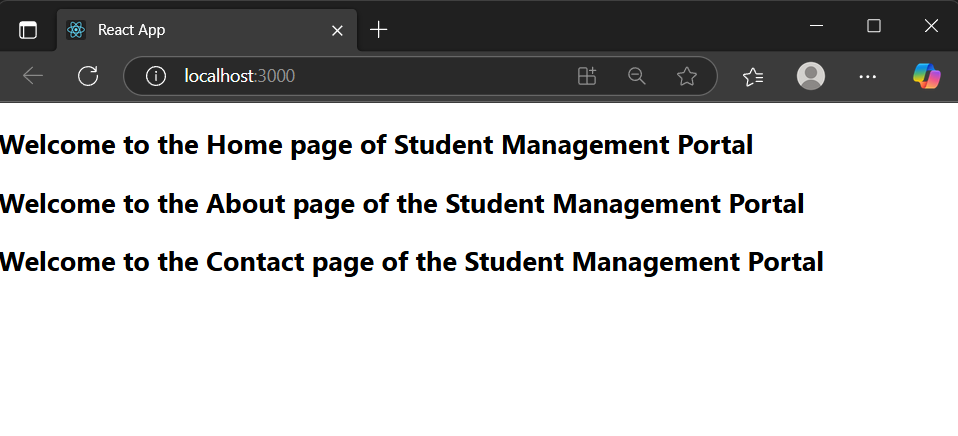 React App
localhost:3000
Welcome to the Home page of Student Management Portal
Welcome to the About page of the Student Management Portal
Welcome to the Contact page of the Student Management Portal